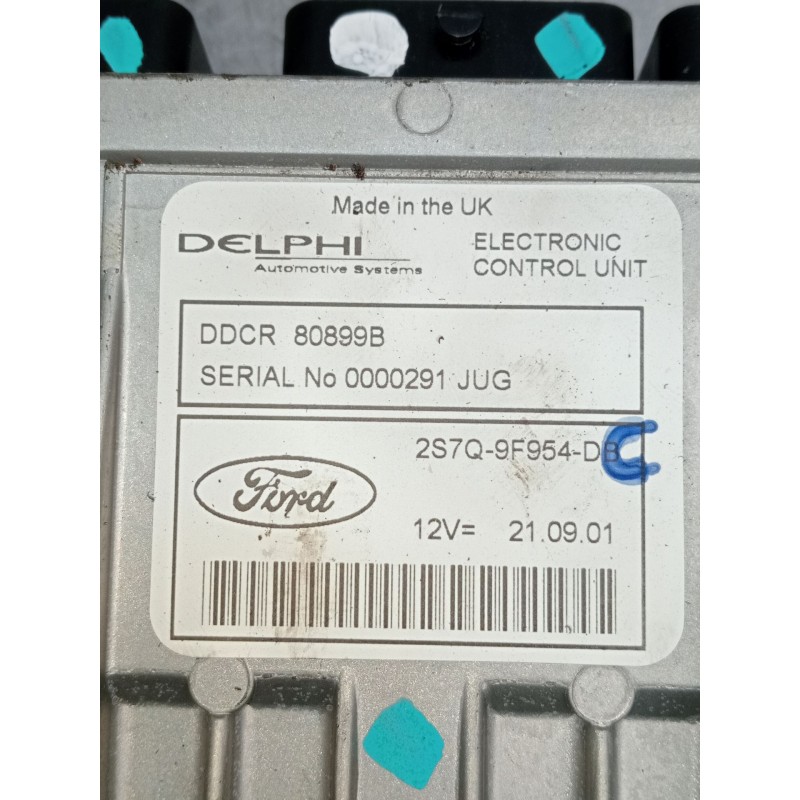 Made in the UK
DELPHI
Automotive Systems
ELECTRONIC
CONTROL UNIT
DDCR 80899B
SERIAL No 0000291 JUG
2S7Q-9F954-DBC
Ford
12V= 21.09.01